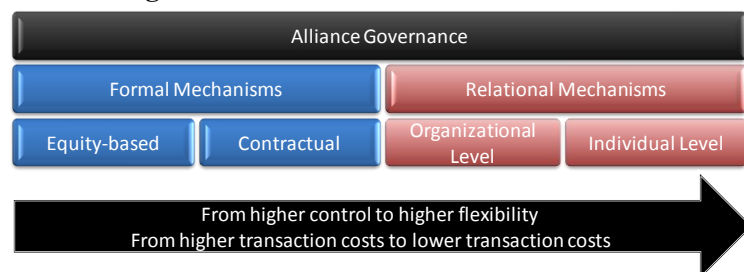 Alliance Governance
Formal Mechanisms
Relational Mechanisms
Equity-based
Contractual
Organizational
Level
Individual Level
From higher control to higher flexibility
From higher transaction costs to lower transaction costs